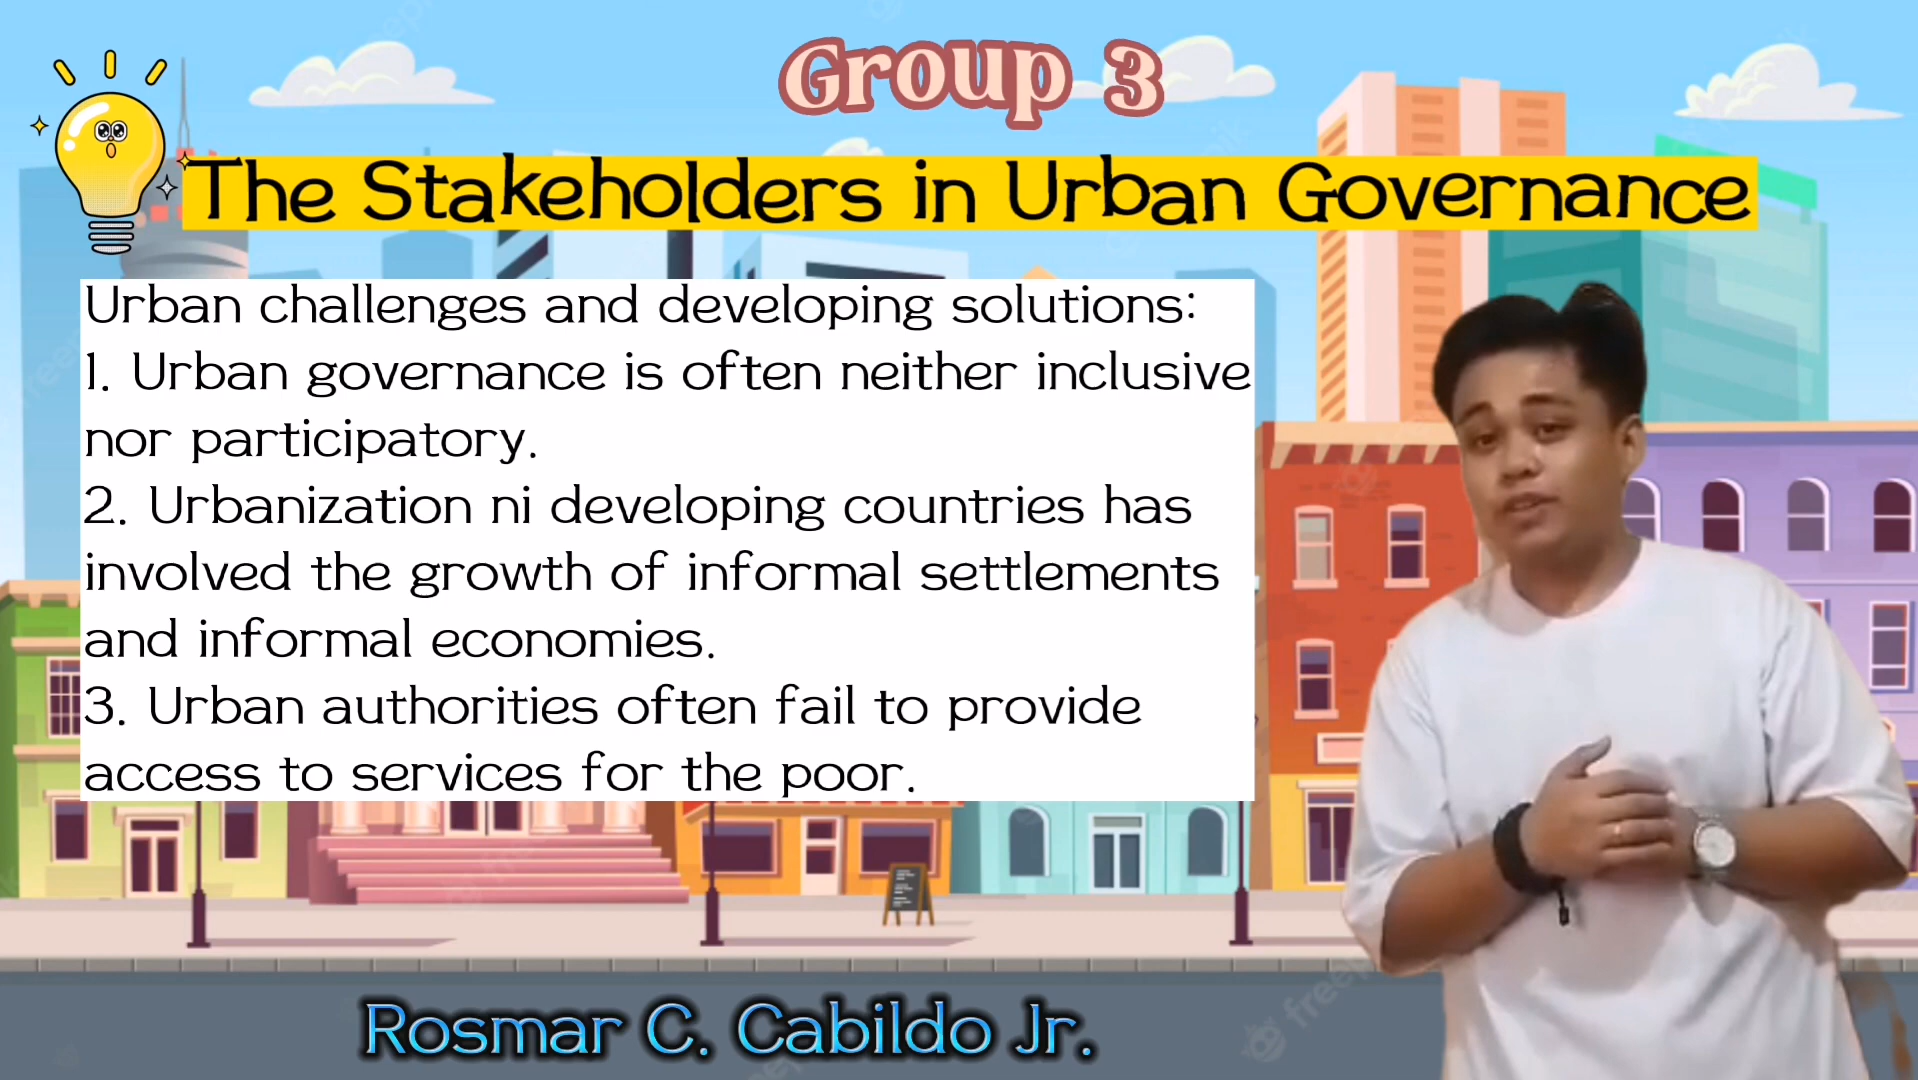 Group 3
The Stakeholders in Urban Governance
Urban challenges and developing solutions:
1. Urban governance is often neither inclusive
nor participatory.
2. Urbanization ni developing countries has
involved the growth of informal settlements
and informal economies.
3. Urban authorities often fail to provide
access to services for the poor.
Rosmar C. Cabildo Jr.